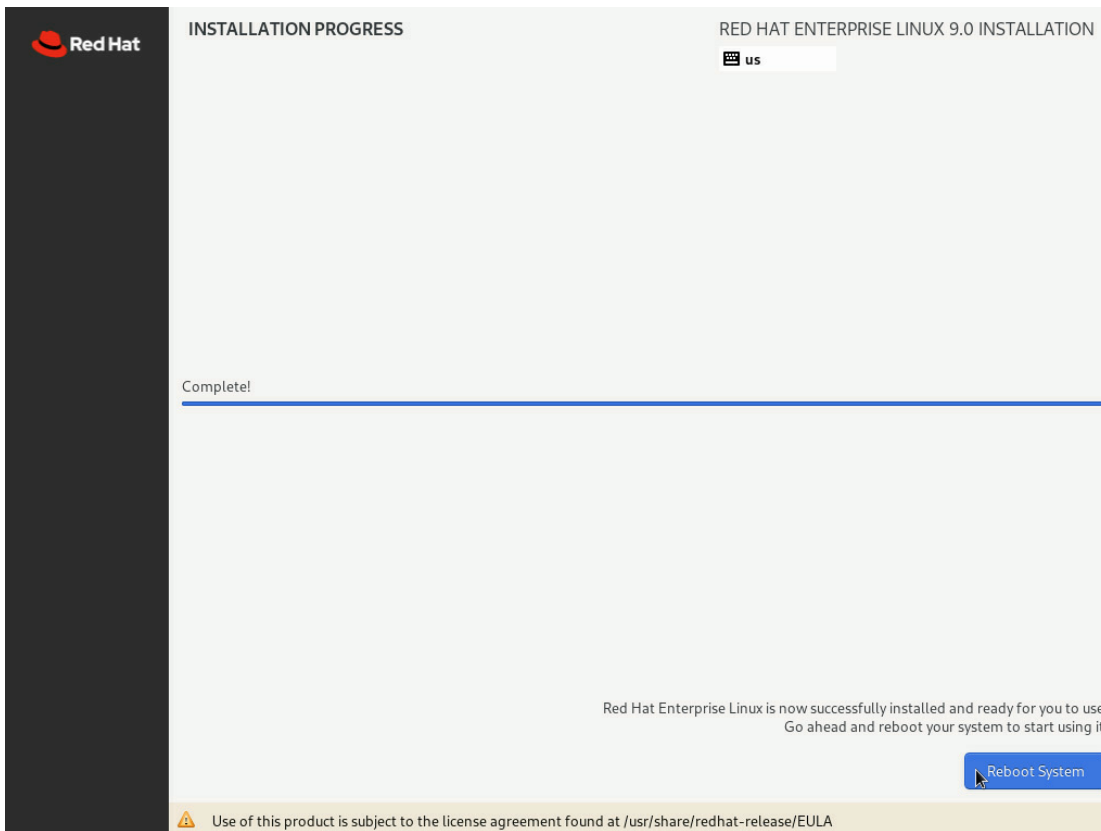 Red Hat
INSTALLATION PROGRESS
RED HAT ENTERPRISE LINUX 9.0 INSTALLATION
us
Complete!
Red Hat Enterprise Linux is now successfully installed and ready for you to use
Go ahead and reboot your system to start using it
Reboot System
Use of this product is subject to the license agreement found at /usr/share/redhat-release/EULA